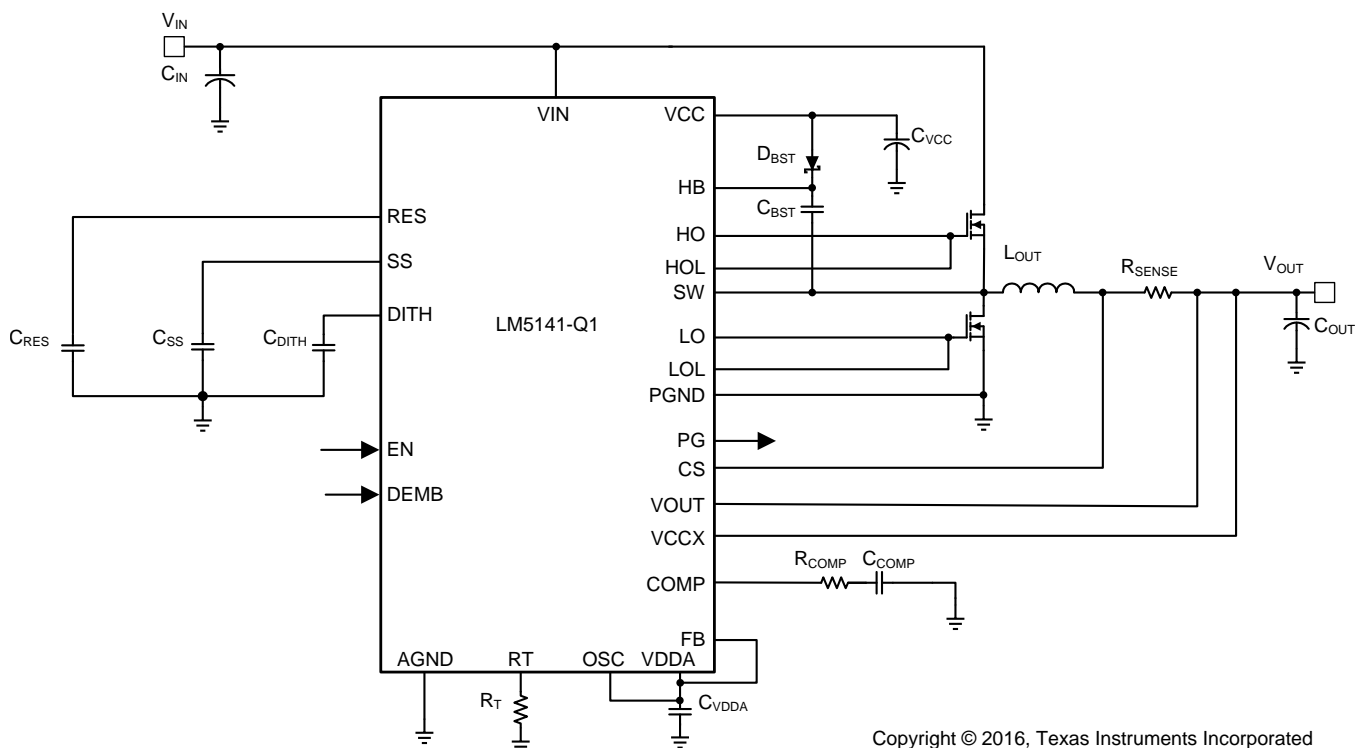 VIN
CIN
VIN
VCC
CVCC
DBST
HB
CBST
RES
HO
HOL
LOUT
RSENSE
VOUT
SS
SW
DITH
LM5141-Q1
CRES
CSS
CDITH
LO
COUT
LOL
PGND
PG
EN
CS
DEMB
VOUT
VCCX
RCOMP
CCOMP
COMP
FB
AGND
RT
OSC
VDDA
RT
CVDDA
Copyright © 2016, Texas Instruments Incorporated